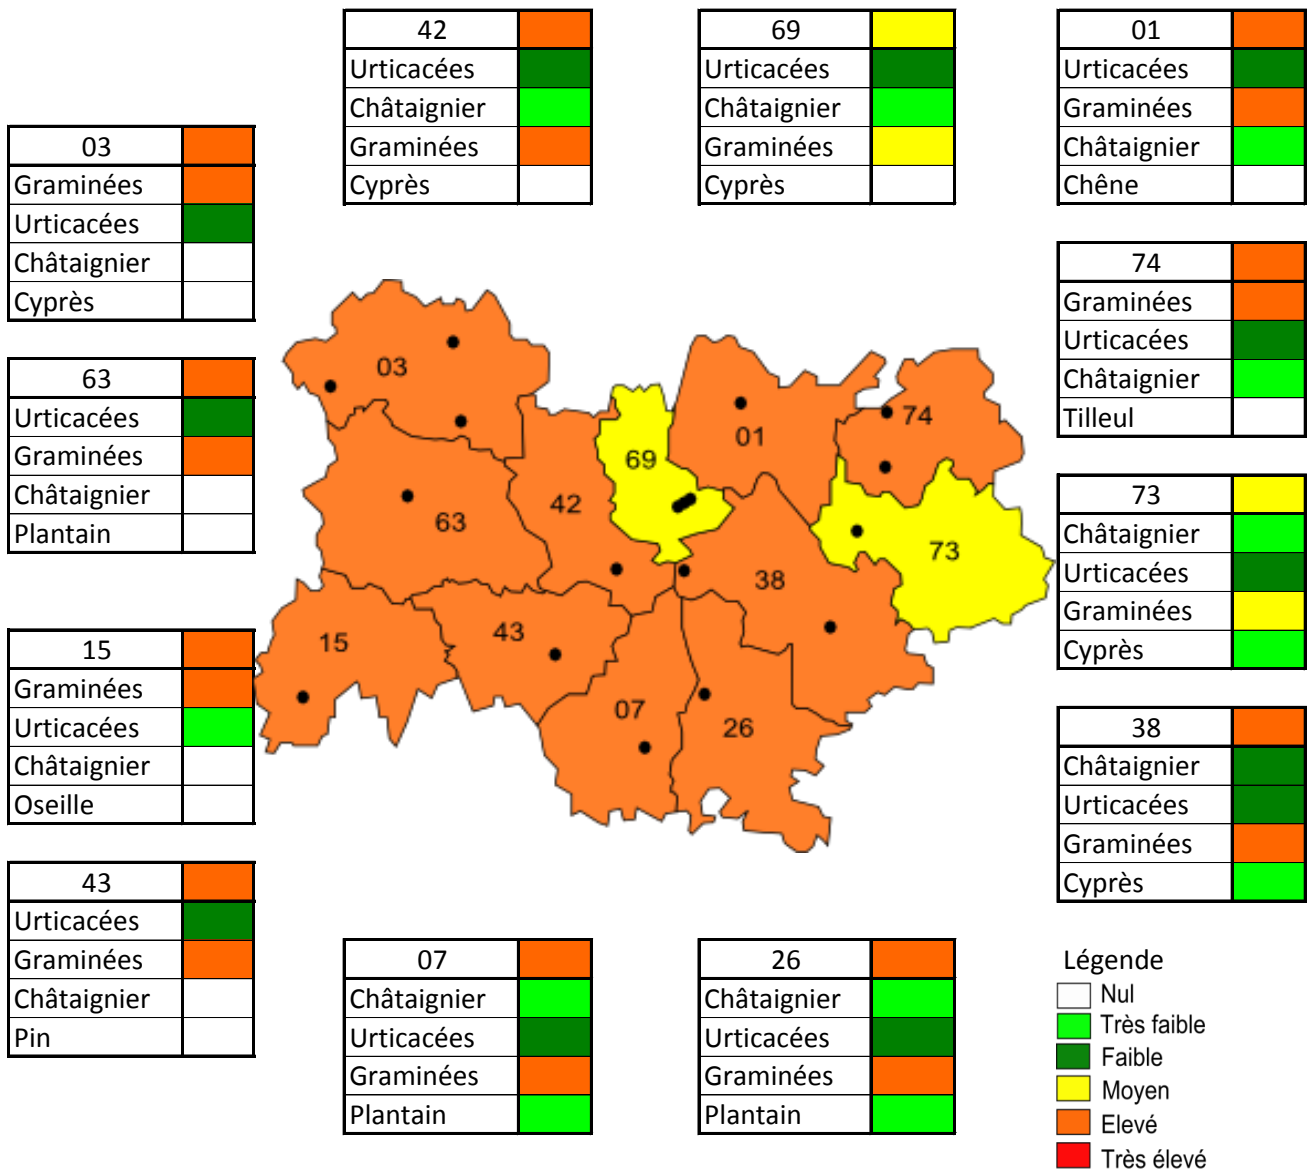 42
Urticacées
Châtaignier
Graminées
Cyprès
69
Urticacées
Châtaignier
Graminées
Cyprès
01
Urticacées
Graminées
Châtaignier
Chêne
03
Graminées
Urticacées
Châtaignier
Cyprès
74
Graminées
Urticacées
Châtaignier
Tilleul
63
Urticacées
Graminées
Châtaignier
Plantain
03
74
01
69
42
63
73
38
43
15
07
26
73
Châtaignier
Urticacées
Graminées
Cyprès
15
Graminées
Urticacées
Châtaignier
Oseille
38
Châtaignier
Urticacées
Graminées
Cyprès
43
Urticacées
Graminées
Châtaignier
Pin
07
Châtaignier
Urticacées
Graminées
Plantain
26
Châtaignier
Urticacées
Graminées
Plantain
Légende
Nul
Très faible
Faible
Moyen
Elevé
Très élevé